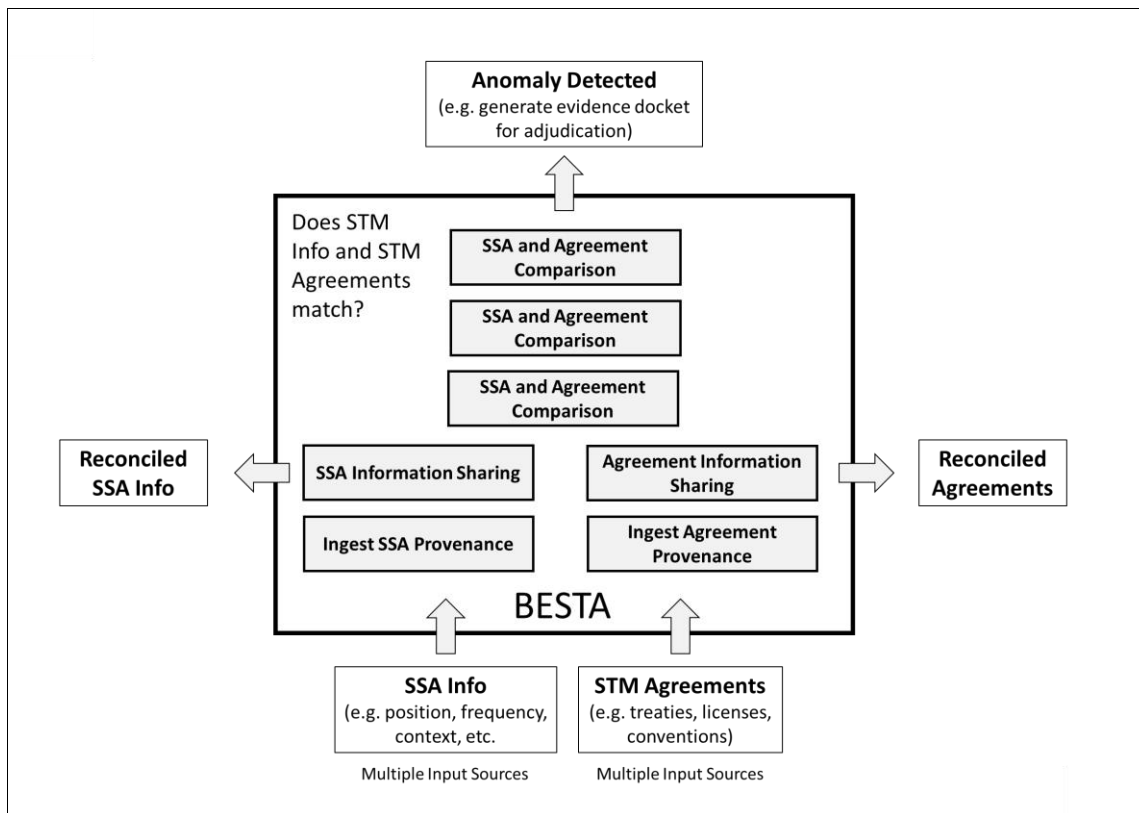 Anomaly Detected
(e.g. generate evidence docket
for adjudication)
Does STM
Info and STM
Agreements
match?
SSA and Agreement
Comparison
SSA and Agreement
Comparison
SSA and Agreement
Comparison
Reconciled
SSA Info
SSA Information Sharing
Agreement Information
Sharing
Reconciled
Agreements
Ingest SSA Provenance
Ingest Agreement
Provenance
BESTA
SSA Info
(e.g. position, frequency,
context, etc.
STM Agreements
(e.g. treaties, licenses,
conventions)
Multiple Input Sources
Multiple Input Sources